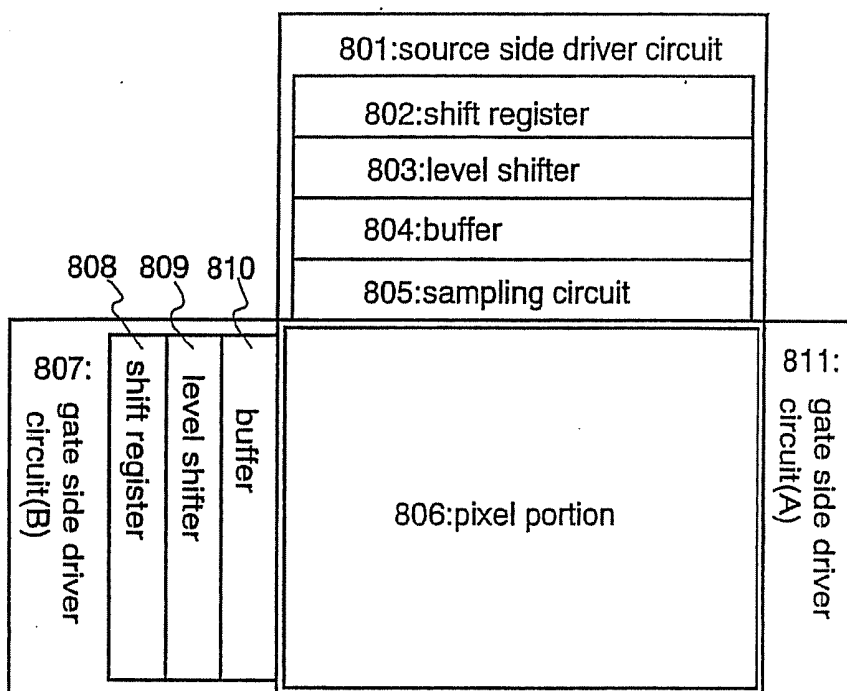 801:source side driver circuit
802:shift register
803:level shifter
804:buffer
805:sampling circuit
808 809 810
807:
gate side driver
circuit(B)
shift register
level shifter
buffer
806:pixel portion
811:
gate side driver
circuit(A)